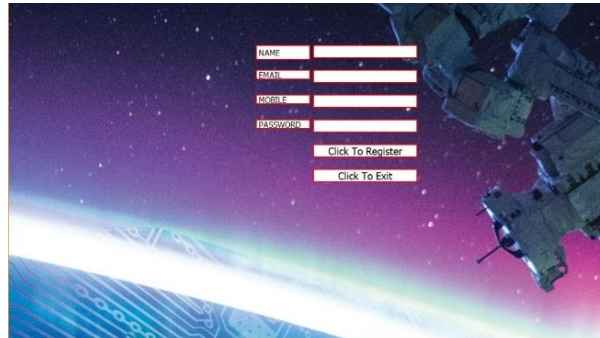 NAME
EMAIL
MOBILE
PASSWORD
Click To Register
Click To Exit